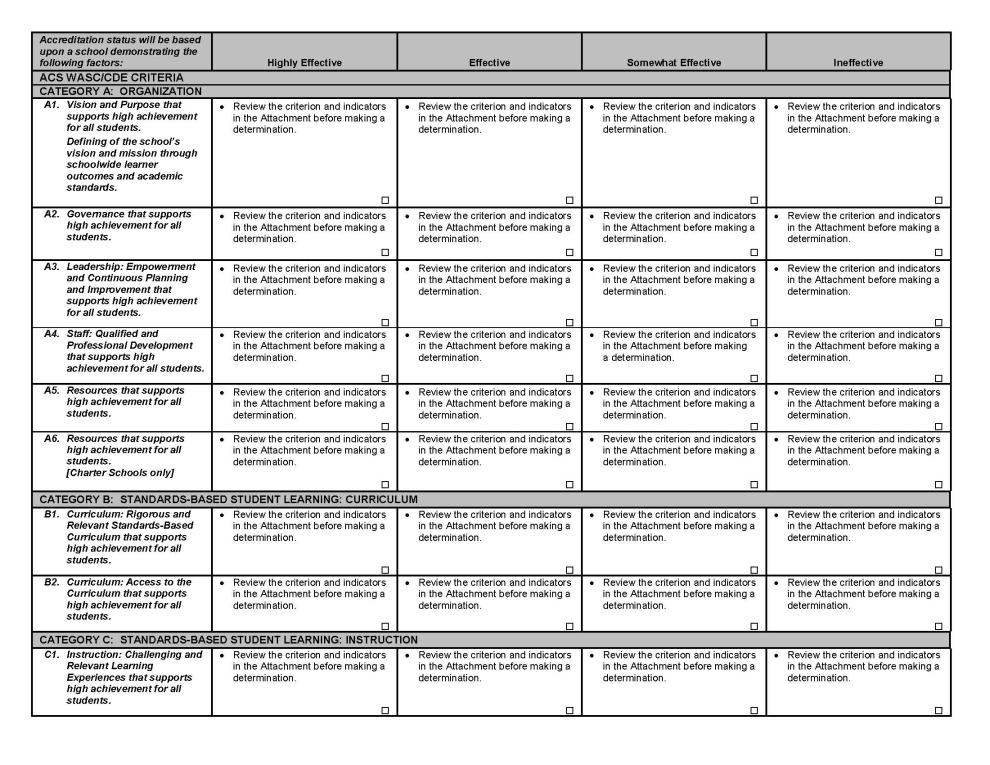 Accreditation status will be based
upon a school demonstrating the
following factors:
Highly Effective
Effective
Somewhat Effective
Ineffective
ACS WASC/CDE CRITERIA
CATEGORY A: ORGANIZATION
A1. Vision and Purpose that
supports high achievement
for all students.
Defining of the school's
vision and mission through
schoolwide learner
outcomes and academic
standards.
• Review the criterion and indicators
in the Attachment before making a
determination.
☐
• Review the criterion and indicators
in the Attachment before making a
determination.
☐
• Review the criterion and indicators
in the Attachment before making a
determination.
☐
• Review the criterion and indicators
in the Attachment before making a
determination.
☐
A2. Governance that supports
high achievement for all
students.
• Review the criterion and indicators
in the Attachment before making a
determination.
☐
• Review the criterion and indicators
in the Attachment before making a
determination.
☐
• Review the criterion and indicators
in the Attachment before making a
determination.
☐
• Review the criterion and indicators
in the Attachment before making a
determination.
☐
A3. Leadership: Empowerment
and Continuous Planning
and Improvement that
supports high achievement
for all students.
• Review the criterion and indicators
in the Attachment before making a
determination.
☐
• Review the criterion and indicators
in the Attachment before making a
determination.
☐
• Review the criterion and indicators
in the Attachment before making a
determination.
☐
• Review the criterion and indicators
in the Attachment before making a
determination.
☐
A4. Staff: Qualified and
Professional Development
that supports high
achievement for all students.
• Review the criterion and indicators
in the Attachment before making a
determination.
☐
• Review the criterion and indicators
in the Attachment before making a
determination.
☐
• Review the criterion and indicators
in the Attachment before making
a determination.
☐
• Review the criterion and indicators
in the Attachment before making a
determination.
☐
A5. Resources that supports
high achievement for all
students.
• Review the criterion and indicators
in the Attachment before making a
determination.
☐
• Review the criterion and indicators
in the Attachment before making a
determination.
☐
• Review the criterion and indicators
in the Attachment before making a
determination.
☐
• Review the criterion and indicators
in the Attachment before making a
determination.
☐
A6. Resources that supports
high achievement for all
students.
[Charter Schools only]
• Review the criterion and indicators
in the Attachment before making a
determination.
☐
• Review the criterion and indicators
in the Attachment before making a
determination.
☐
• Review the criterion and indicators
in the Attachment before making a
determination.
☐
• Review the criterion and indicators
in the Attachment before making a
determination.
☐
CATEGORY B: STANDARDS-BASED STUDENT LEARNING: CURRICULUM
B1. Curriculum: Rigorous and
Relevant Standards-Based
Curriculum that supports
high achievement for all
students.
• Review the criterion and indicators
in the Attachment before making a
determination.
☐
• Review the criterion and indicators
in the Attachment before making a
determination.
☐
• Review the criterion and indicators
in the Attachment before making a
determination.
☐
• Review the criterion and indicators
in the Attachment before making a
determination.
☐
B2. Curriculum: Access to the
Curriculum that supports
high achievement for all
students.
• Review the criterion and indicators
in the Attachment before making a
determination.
☐
• Review the criterion and indicators
in the Attachment before making a
determination.
☐
• Review the criterion and indicators
in the Attachment before making a
determination.
☐
• Review the criterion and indicators
in the Attachment before making a
determination.
☐
CATEGORY C: STANDARDS-BASED STUDENT LEARNING: INSTRUCTION
C1. Instruction: Challenging and
Relevant Learning
Experiences that supports
high achievement for all
students.
• Review the criterion and indicators
in the Attachment before making a
determination.
☐
• Review the criterion and indicators
in the Attachment before making a
determination.
☐
• Review the criterion and indicators
in the Attachment before making a
determination.
☐
• Review the criterion and indicators
in the Attachment before making a
determination.
☐